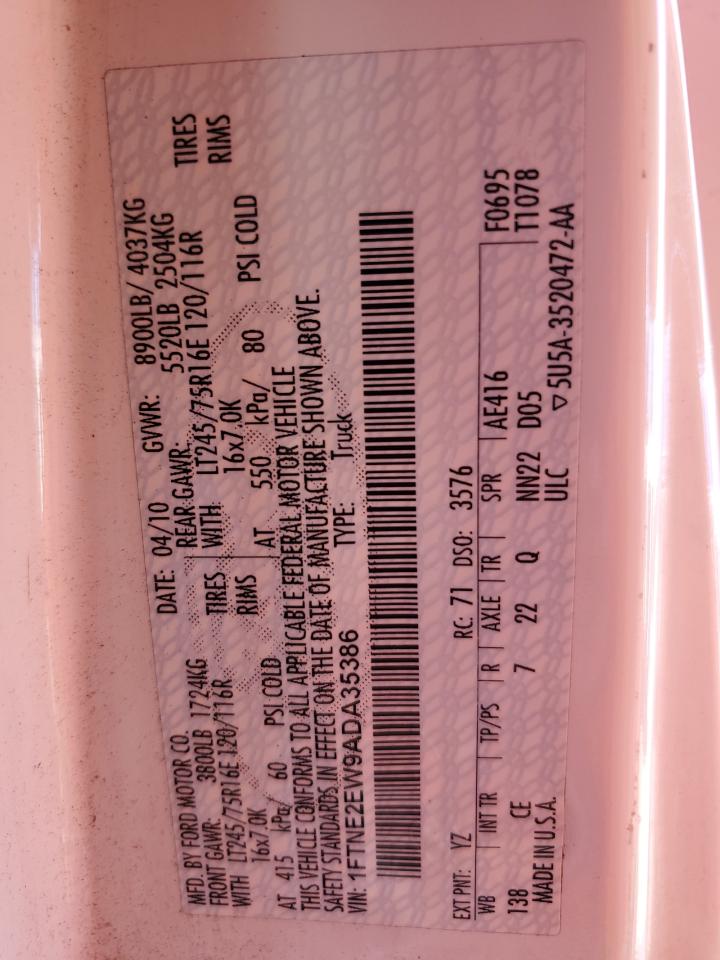 MFD. BY FORD MOTOR CO. DATE: 04/10 GVWR: 8900LB/ 4037KG
FRONT GAWR: 3800LB 1724KG REAR GAWR: 5520LB 2504KG
WITH LT245/75R16E 120/116R TIRES WITH LT245/75R16E 120/116R TIRES
16x7.0K RIMS 16x7.0K RIMS
AT 415 kPa/ 60 PSI COLD AT 550 kPa/ 80 PSI COLD
THIS VEHICLE CONFORMS TO ALL APPLICABLE FEDERAL MOTOR VEHICLE
SAFETY STANDARDS IN EFFECT ON THE DATE OF MANUFACTURE SHOWN ABOVE.
VIN: 1FTNE2EW9ADA35386 TYPE: Truck
EXT PNT: YZ RC: 71 DSO: 3576
WB INT TR TP/PS R AXLE TR SPR AE416 F0695
138 CE 7 22 Q NN22 D05 T1078
MADE IN U.S.A. ULC ▽5U5A-3520472-AA